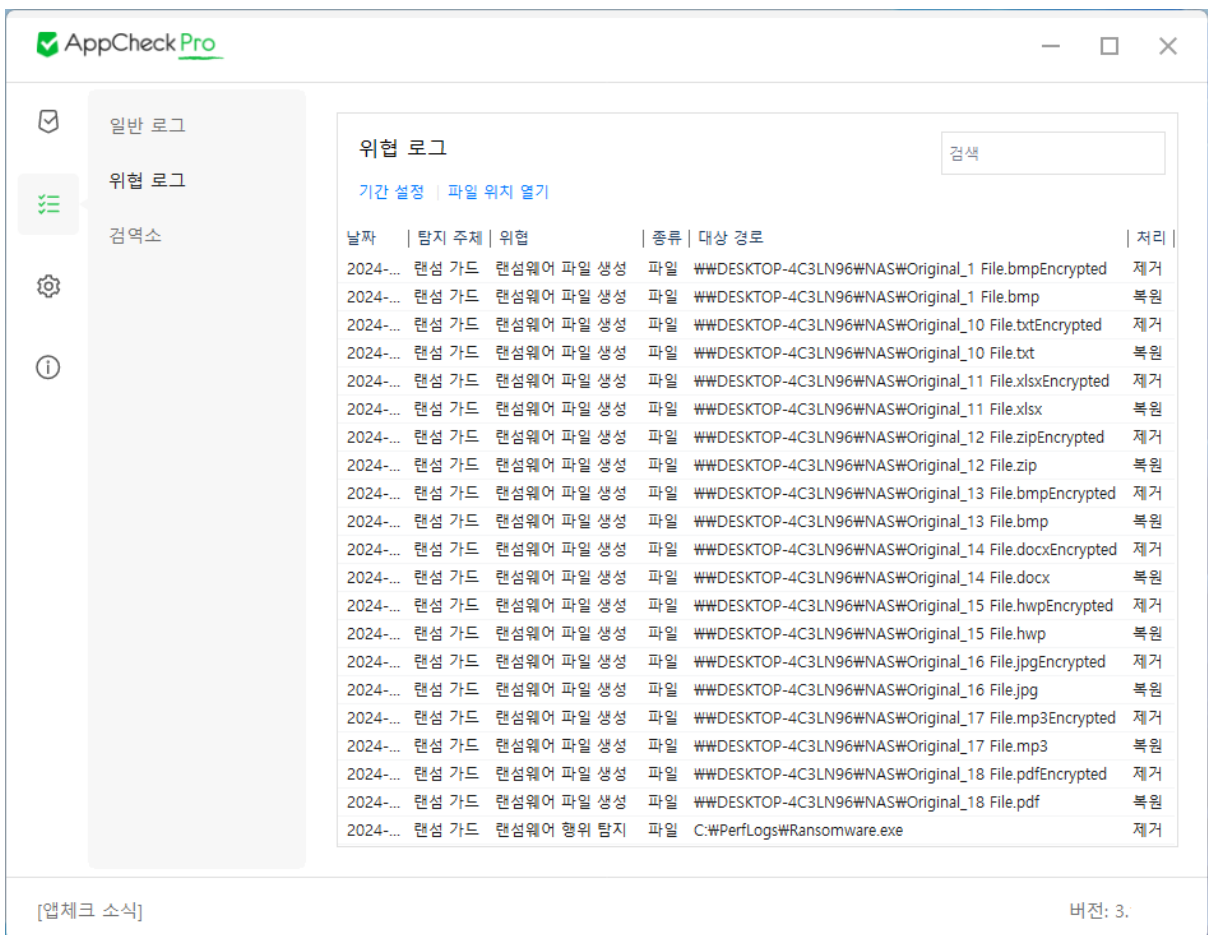 AppCheck Pro
일반 로그
위협 로그
검역소
위협 로그
검색
기간 설정 | 파일 위치 열기
날짜 | 탐지 주체 | 위협 | 종류 | 대상 경로 | 처리 |
2024-... 랜섬 가드 랜섬웨어 파일 생성 파일 ₩₩DESKTOP-4C3LN96₩NAS₩Original_1 File.bmpEncrypted 제거
2024-... 랜섬 가드 랜섬웨어 파일 생성 파일 ₩₩DESKTOP-4C3LN96₩NAS₩Original_1 File.bmp 복원
2024-... 랜섬 가드 랜섬웨어 파일 생성 파일 ₩₩DESKTOP-4C3LN96₩NAS₩Original_10 File.txtEncrypted 제거
2024-... 랜섬 가드 랜섬웨어 파일 생성 파일 ₩₩DESKTOP-4C3LN96₩NAS₩Original_10 File.txt 복원
2024-... 랜섬 가드 랜섬웨어 파일 생성 파일 ₩₩DESKTOP-4C3LN96₩NAS₩Original_11 File.xlsxEncrypted 제거
2024-... 랜섬 가드 랜섬웨어 파일 생성 파일 ₩₩DESKTOP-4C3LN96₩NAS₩Original_11 File.xlsx 복원
2024-... 랜섬 가드 랜섬웨어 파일 생성 파일 ₩₩DESKTOP-4C3LN96₩NAS₩Original_12 File.zipEncrypted 제거
2024-... 랜섬 가드 랜섬웨어 파일 생성 파일 ₩₩DESKTOP-4C3LN96₩NAS₩Original_12 File.zip 복원
2024-... 랜섬 가드 랜섬웨어 파일 생성 파일 ₩₩DESKTOP-4C3LN96₩NAS₩Original_13 File.bmpEncrypted 제거
2024-... 랜섬 가드 랜섬웨어 파일 생성 파일 ₩₩DESKTOP-4C3LN96₩NAS₩Original_13 File.bmp 복원
2024-... 랜섬 가드 랜섬웨어 파일 생성 파일 ₩₩DESKTOP-4C3LN96₩NAS₩Original_14 File.docxEncrypted 제거
2024-... 랜섬 가드 랜섬웨어 파일 생성 파일 ₩₩DESKTOP-4C3LN96₩NAS₩Original_14 File.docx 복원
2024-... 랜섬 가드 랜섬웨어 파일 생성 파일 ₩₩DESKTOP-4C3LN96₩NAS₩Original_15 File.hwpEncrypted 제거
2024-... 랜섬 가드 랜섬웨어 파일 생성 파일 ₩₩DESKTOP-4C3LN96₩NAS₩Original_15 File.hwp 복원
2024-... 랜섬 가드 랜섬웨어 파일 생성 파일 ₩₩DESKTOP-4C3LN96₩NAS₩Original_16 File.jpgEncrypted 제거
2024-... 랜섬 가드 랜섬웨어 파일 생성 파일 ₩₩DESKTOP-4C3LN96₩NAS₩Original_16 File.jpg 복원
2024-... 랜섬 가드 랜섬웨어 파일 생성 파일 ₩₩DESKTOP-4C3LN96₩NAS₩Original_17 File.mp3Encrypted 제거
2024-... 랜섬 가드 랜섬웨어 파일 생성 파일 ₩₩DESKTOP-4C3LN96₩NAS₩Original_17 File.mp3 복원
2024-... 랜섬 가드 랜섬웨어 파일 생성 파일 ₩₩DESKTOP-4C3LN96₩NAS₩Original_18 File.pdfEncrypted 제거
2024-... 랜섬 가드 랜섬웨어 파일 생성 파일 ₩₩DESKTOP-4C3LN96₩NAS₩Original_18 File.pdf 복원
2024-... 랜섬 가드 랜섬웨어 행위 탐지 파일 C:₩PerfLogs₩Ransomware.exe 제거
[앱체크 소식]
버전: 3.